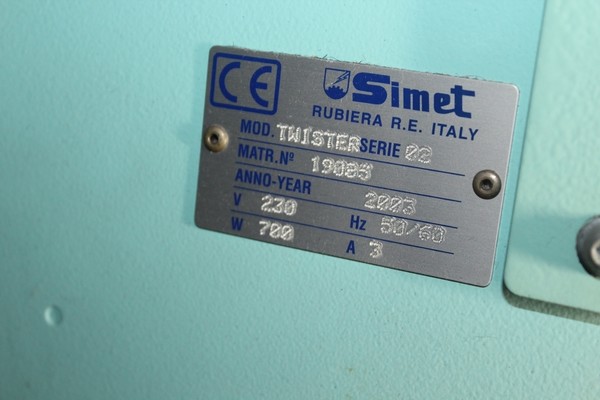 CE
Simet
RUBIERA R.E. ITALY
MOD. TWISTER SERIE 00
MATR.Nº 19085
ANNO-YEAR 2003
V 230 Hz 50/60
W 700 A 3